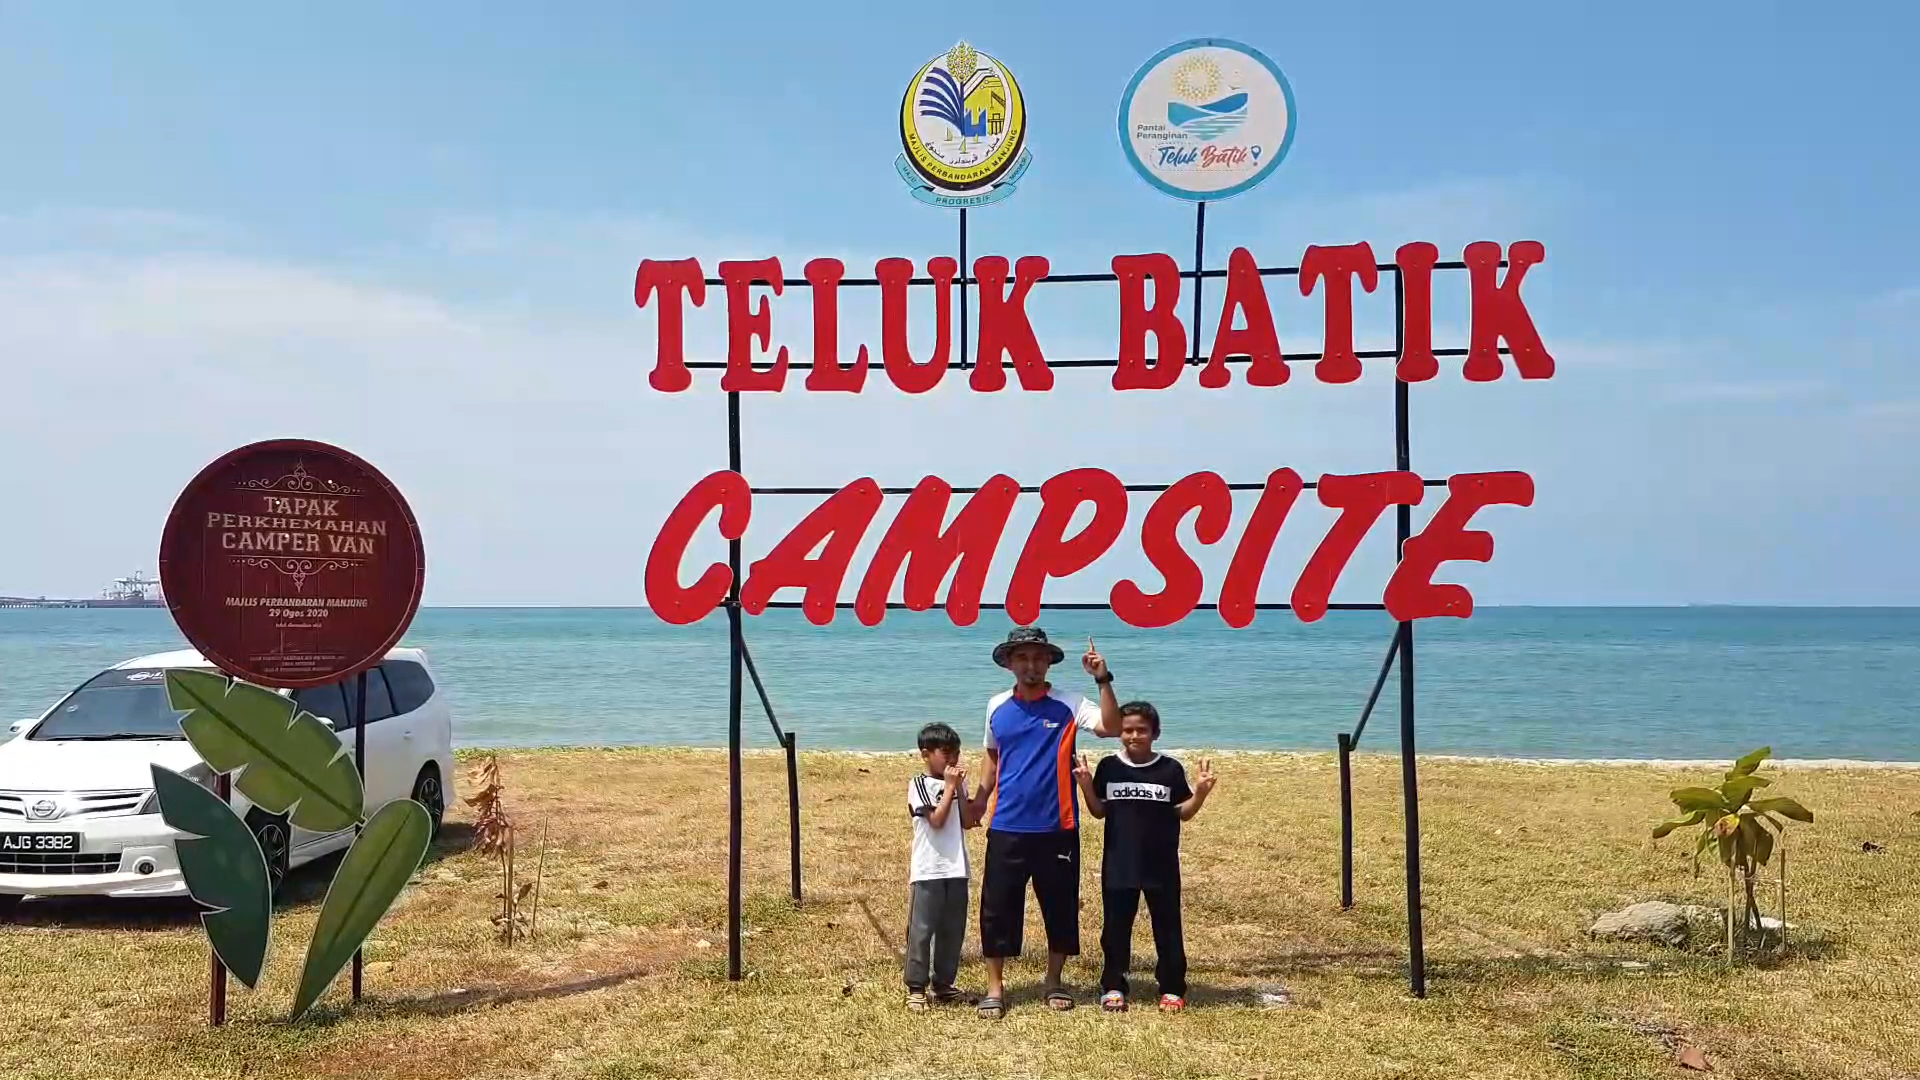 MAJLIS PERBANDARAN MANJUNG
PROGRESIF
Pantai
Peranginan
Teluk Batik
TELUK BATIK
CAMPSITE
TAPAK
PERKHEMAHAN
CAMPER VAN
MAJLIS PERBANDARAN MANJUNG
29 Ogos 2020
AJG 3382
adidas